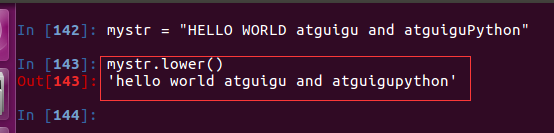 In [142]: mystr = "HELLO WORLD atguigu and atguiguPython"
In [143]: mystr.lower()
Out[143]: 'hello world atguigu and atguigupython'
In [144]: